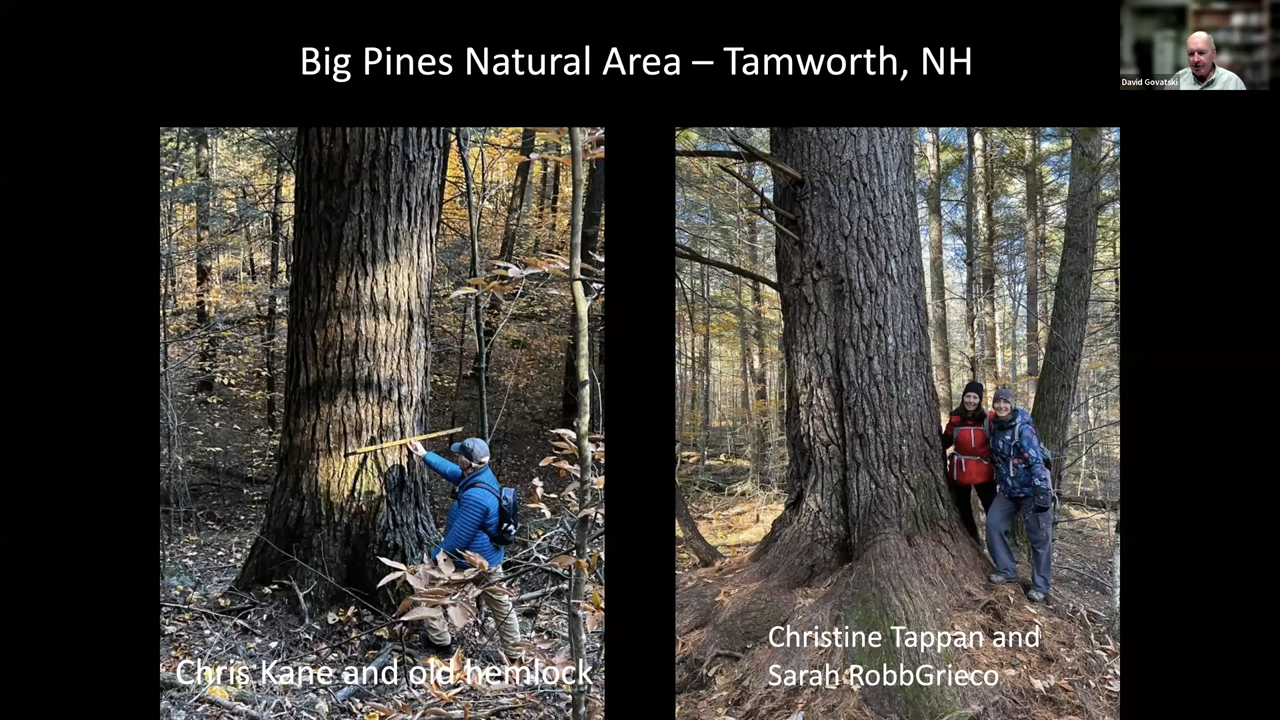 Big Pines Natural Area – Tamworth, NH
David Govatski
Chris Kane and old hemlock
Christine Tappan and
Sarah RobbGrieco